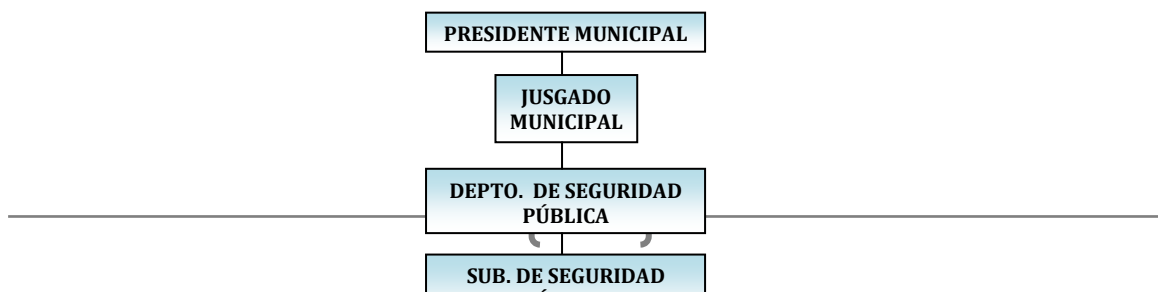 PRESIDENTE MUNICIPAL
JUSGADO
MUNICIPAL
DEPTO. DE SEGURIDAD
PÚBLICA
SUB. DE SEGURIDAD